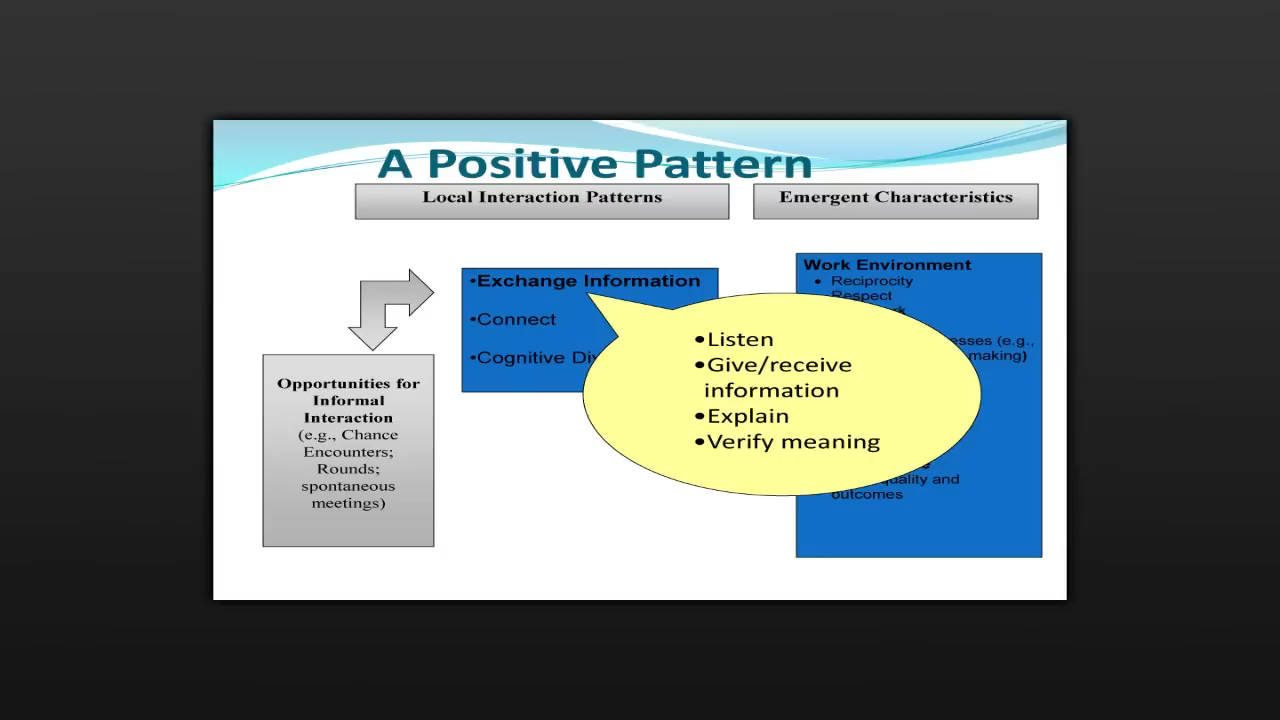 A Positive Pattern
Local Interaction Patterns
Emergent Characteristics
•Exchange Information
•Connect
•Cognitive
Opportunities for
Informal
Interaction
(e.g., Chance
Encounters;
Rounds;
spontaneous
meetings)
•Listen
•Give/receive
information
•Explain
•Verify meaning
Work Environment
• Reciprocity
Respect
(e.g.,
making)
quality and
outcomes